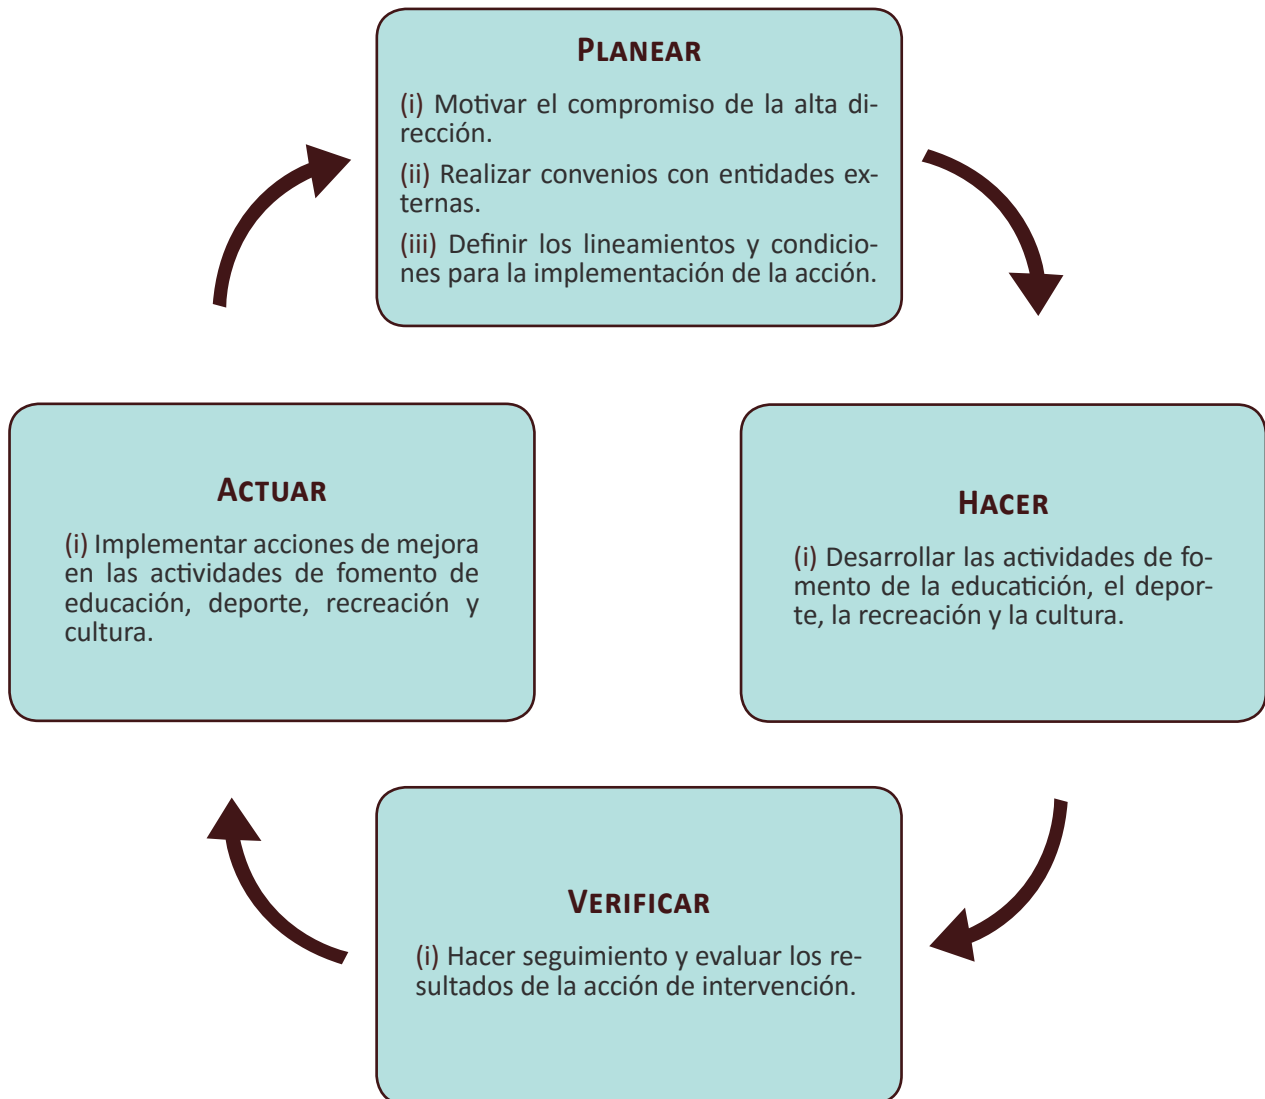 PLANEAR
(i) Motivar el compromiso de la alta di-
rección.
(ii) Realizar convenios con entidades ex-
ternas.
(iii) Definir los lineamientos y condicio-
nes para la implementación de la acción.
ACTUAR
(i) Implementar acciones de mejora
en las actividades de fomento de
educación, deporte, recreación y
cultura.
HACER
(i) Desarrollar las actividades de fo-
mento de la educatición, el depor-
te, la recreación y la cultura.
VERIFICAR
(i) Hacer seguimiento y evaluar los re-
sultados de la acción de intervención.